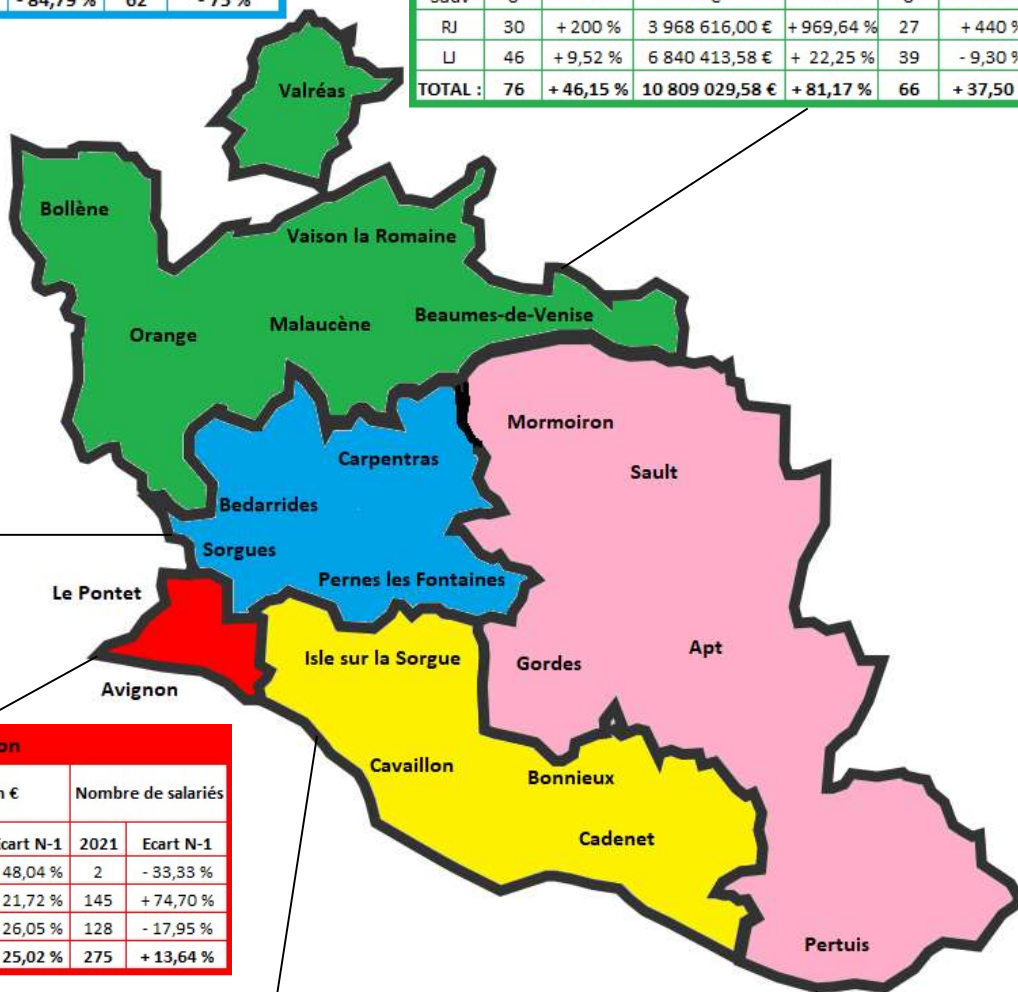 - 84,79 % 62 - 75 %
RJ 30 + 200 % 3 968 616,00 € + 969,64 % 27 + 440 %
LJ 46 + 9,52 % 6 840 413,58 € + 22,25 % 39 - 9,30 %
TOTAL : 76 + 46,15 % 10 809 029,58 € + 81,17 % 66 + 37,50
Valréas
Bollène
Vaison la Romaine
Beaumes-de-Venise
Malaucène
Orange
Mormoiron
Carpentras
Sault
Bedarrides
Sorgues
Pernes les Fontaines
Le Pontet
Apt
Isle sur la Sorgue
Gordes
Avignon
Cavaillon
Bonnieux
Cadenet
Pertuis
on
€ Nombre de salariés
Ecart N-1 2021 Ecart N-1
48,04 % 2 - 33,33 %
21,72 % 145 + 74,70 %
26,05 % 128 - 17,95 %
25,02 % 275 + 13,64 %